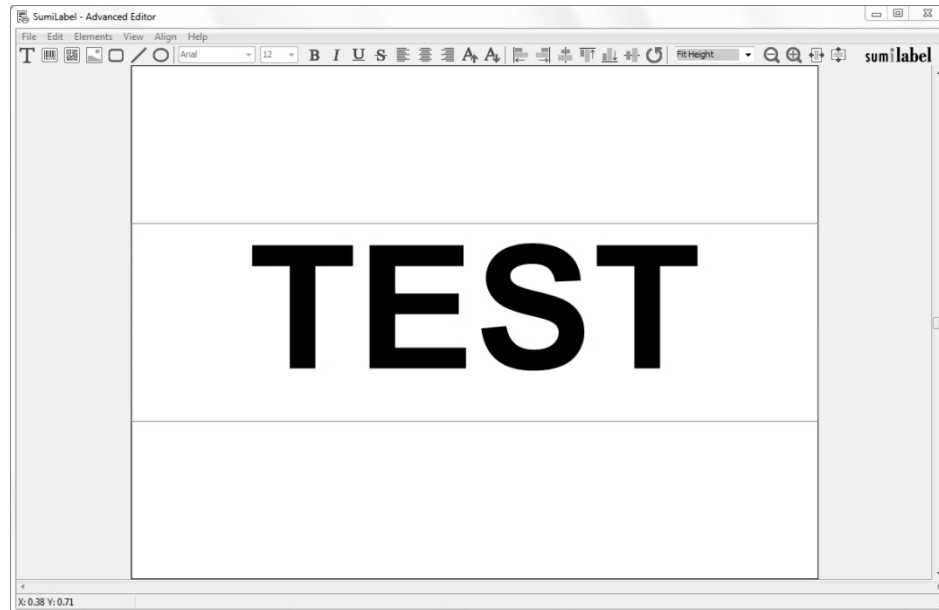 SumiLabel - Advanced Editor
File Edit Elements View Align Help
T Arial 12 B I U S A A Fit Height sumilabel
TEST
X: 0.38 Y: 0.71